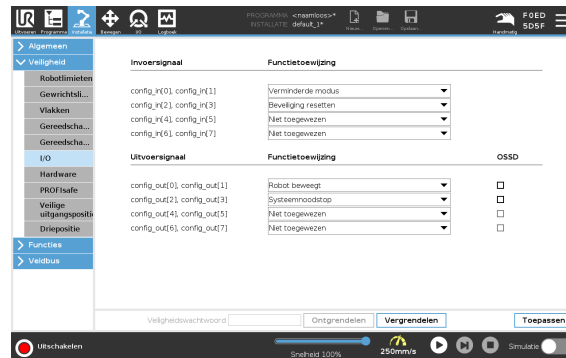 PROGRAMMA <naamloos>*
INSTALLATIE default_1*
F0ED
5D5F
Uitvoeren Programma Installatie Bewegen I/O Logboek
Nieuw... Openen... Opslaan...
Handmatig
Algemeen
Veiligheid
Robotlimieten
Gewrichtsli...
Vlakken
Gereedscha...
Gereedscha...
I/O
Hardware
PROFIsafe
Veilige
uitgangspositi
Driepositie
Functies
Veldbus
Invoersignaal Functietoewijzing
config_in[0], config_in[1] Verminderde modus
config_in[2], config_in[3] Beveiliging resetten
config_in[4], config_in[5] Niet toegewezen
config_in[6], config_in[7] Niet toegewezen
Uitvoersignaal Functietoewijzing OSSD
config_out[0], config_out[1] Robot beweegt
config_out[2], config_out[3] Systeemnoodstop
config_out[4], config_out[5] Niet toegewezen
config_out[6], config_out[7] Niet toegewezen
Veiligheidswachtwoord Ontgrendelen Vergrendelen Toepassen
Uitschakelen
Snelheid 100%
250mm/s
Simulatie